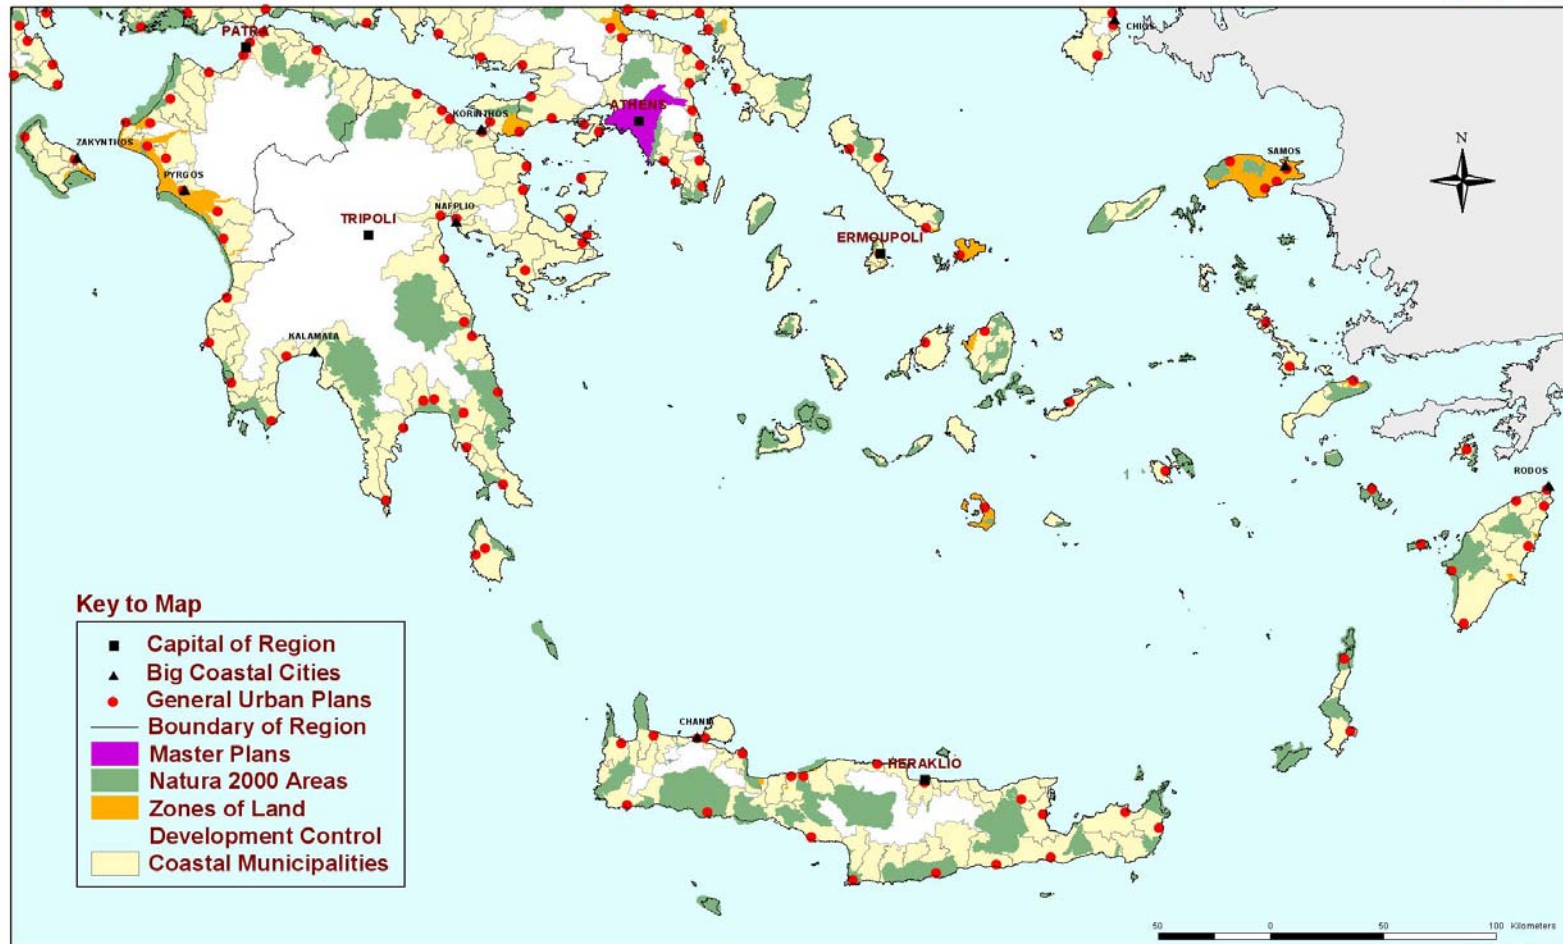 PATRA
CHIOS
ATHENS
KORINTHOS
ZAKYNTHOS
PYRGOS
SAMOS
N
NAFPLIO
TRIPOLI
ERMOUPOLI
KALAMATA
RODOS
Key to Map
Capital of Region
Big Coastal Cities
General Urban Plans
Boundary of Region
Master Plans
Natura 2000 Areas
Zones of Land
Development Control
Coastal Municipalities
CHANIA
HERAKLIO
50 0 50 100 Kilometers